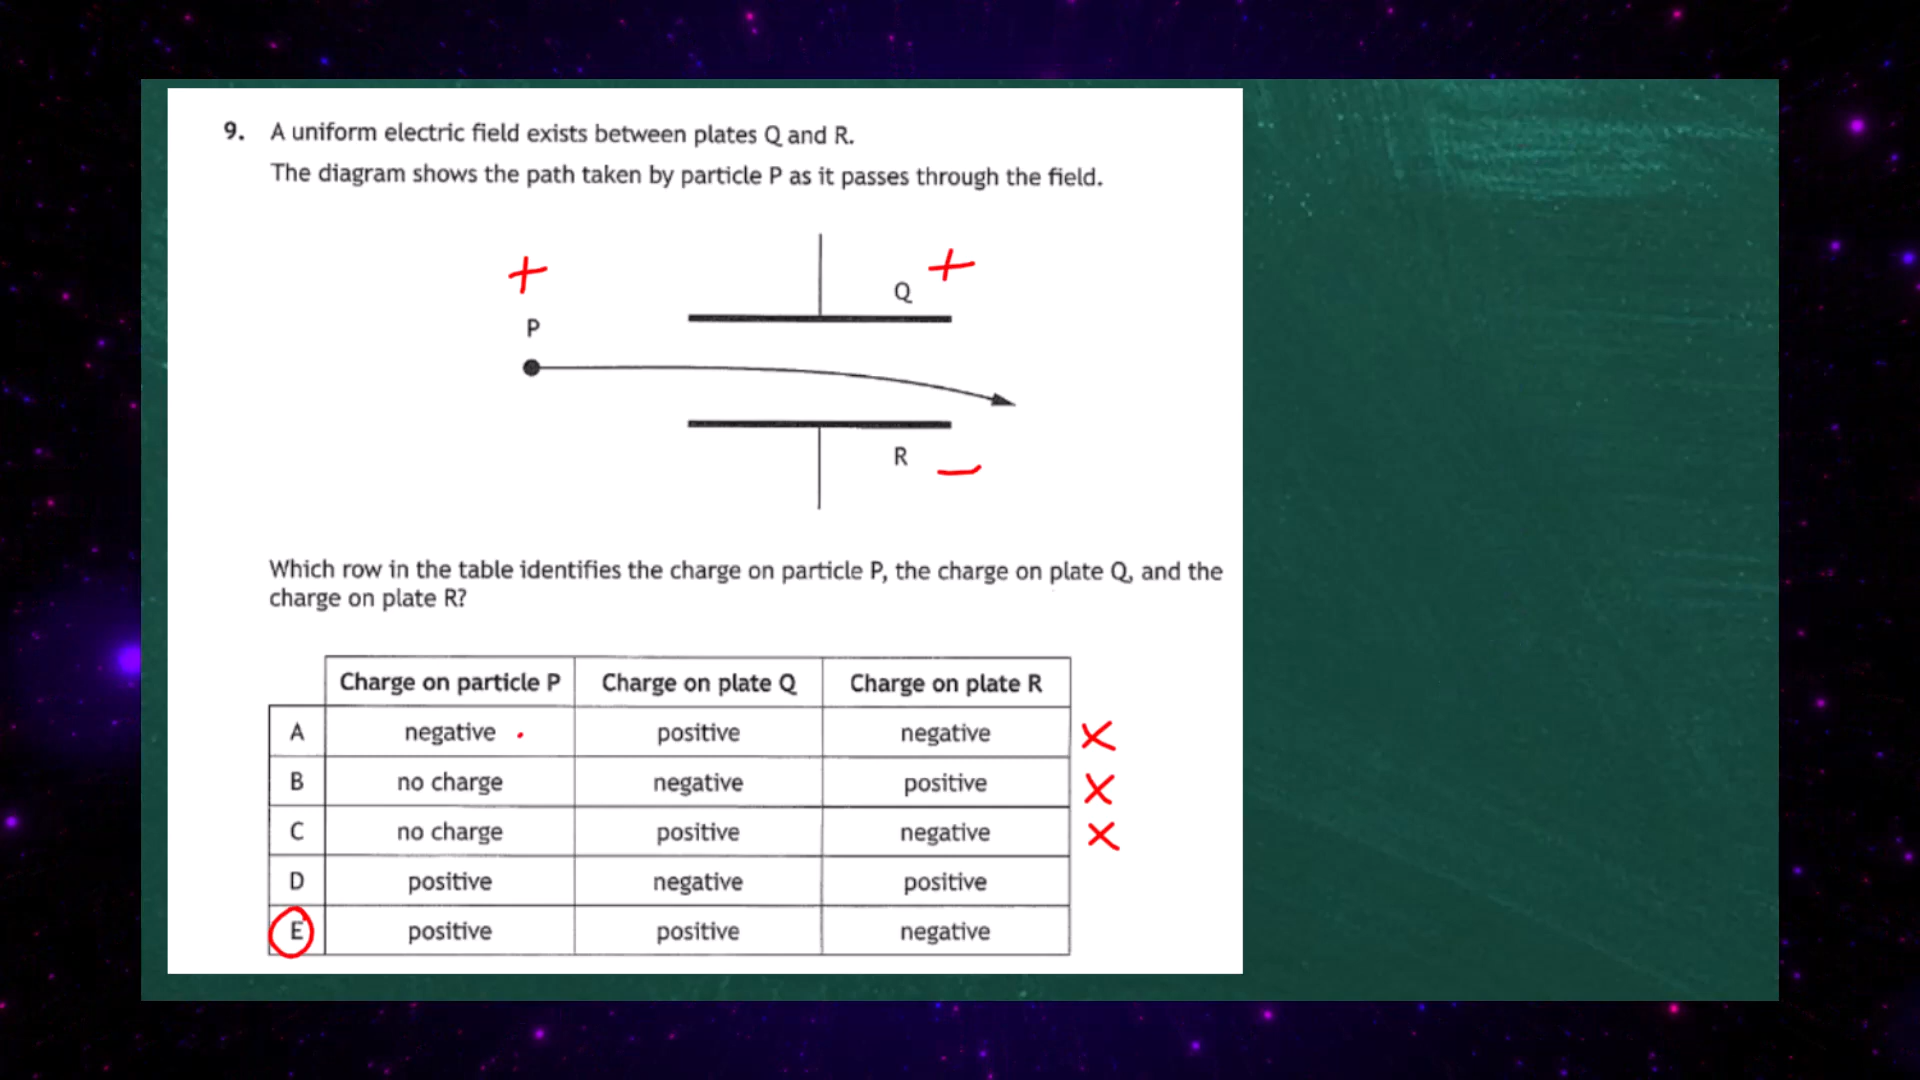 9. A uniform electric field exists between plates Q and R.
The diagram shows the path taken by particle P as it passes through the field.
+
+
Q
P
R
−
Which row in the table identifies the charge on particle P, the charge on plate Q, and the
charge on plate R?
Charge on particle P Charge on plate Q Charge on plate R
A negative positive negative ×
B no charge negative positive ×
C no charge positive negative ×
D positive negative positive
E positive positive negative